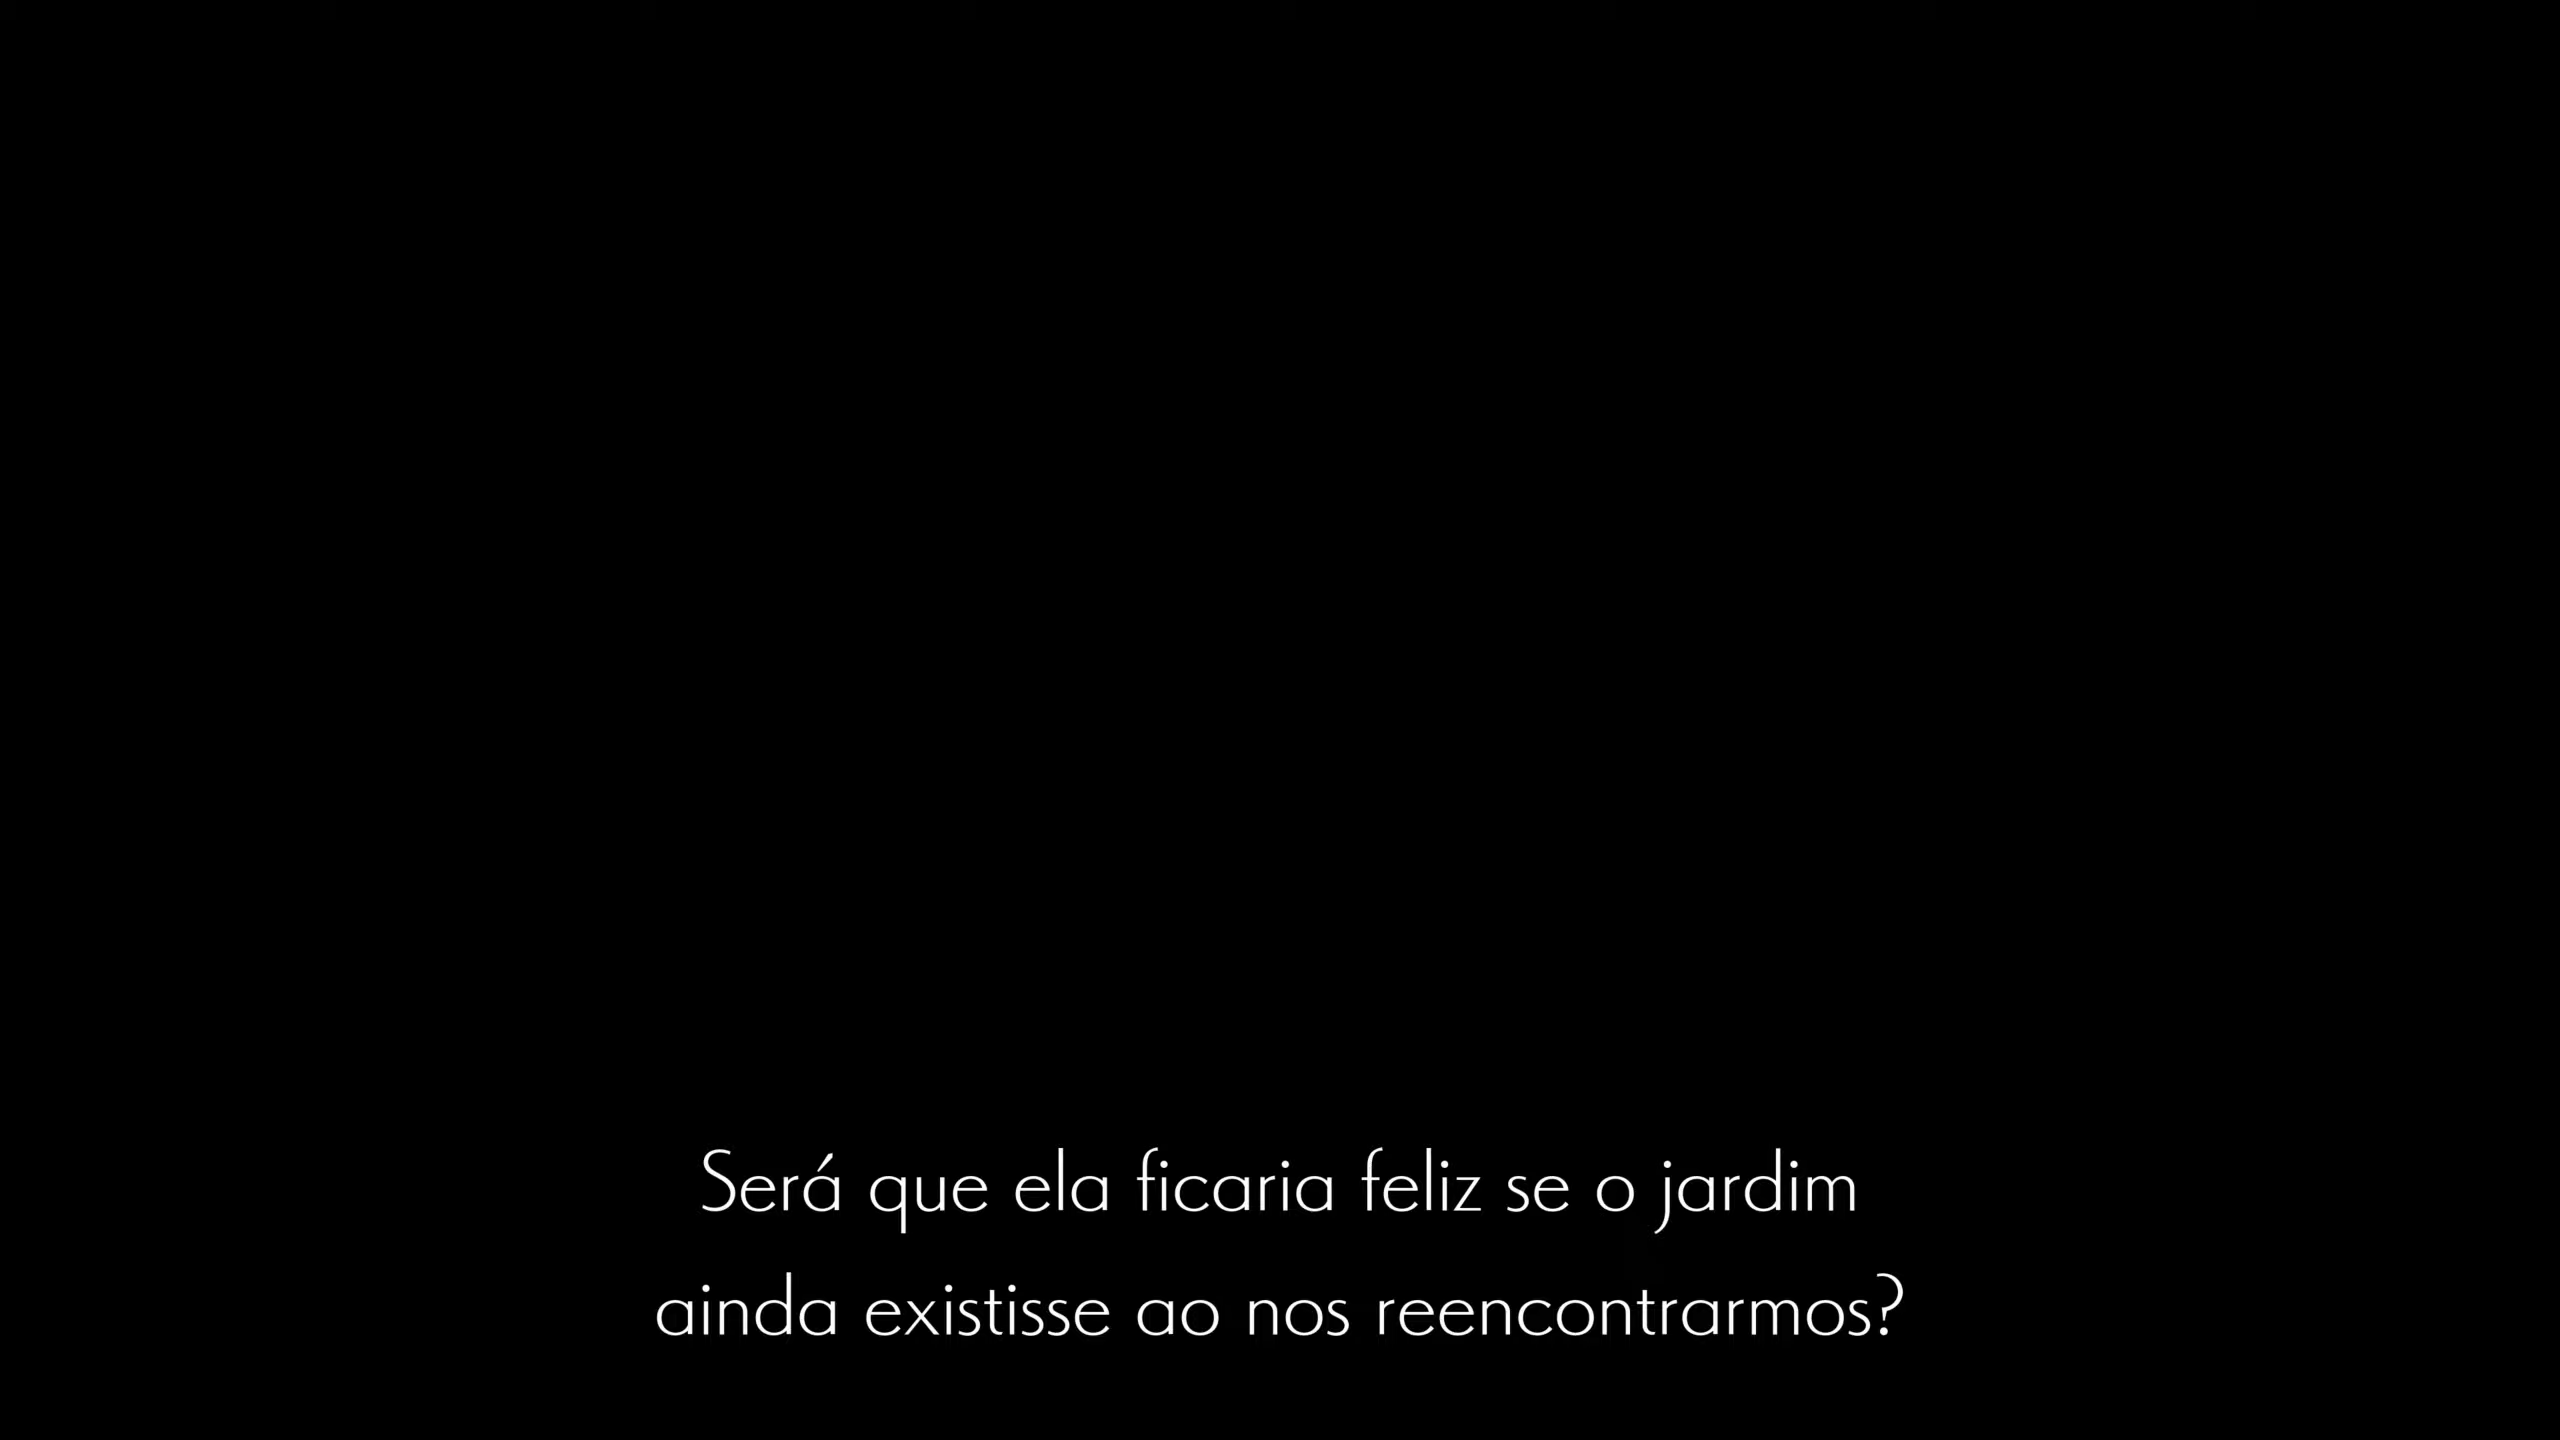 Será que ela ficaria feliz se o jardim
ainda existisse ao nos reencontrarmos?